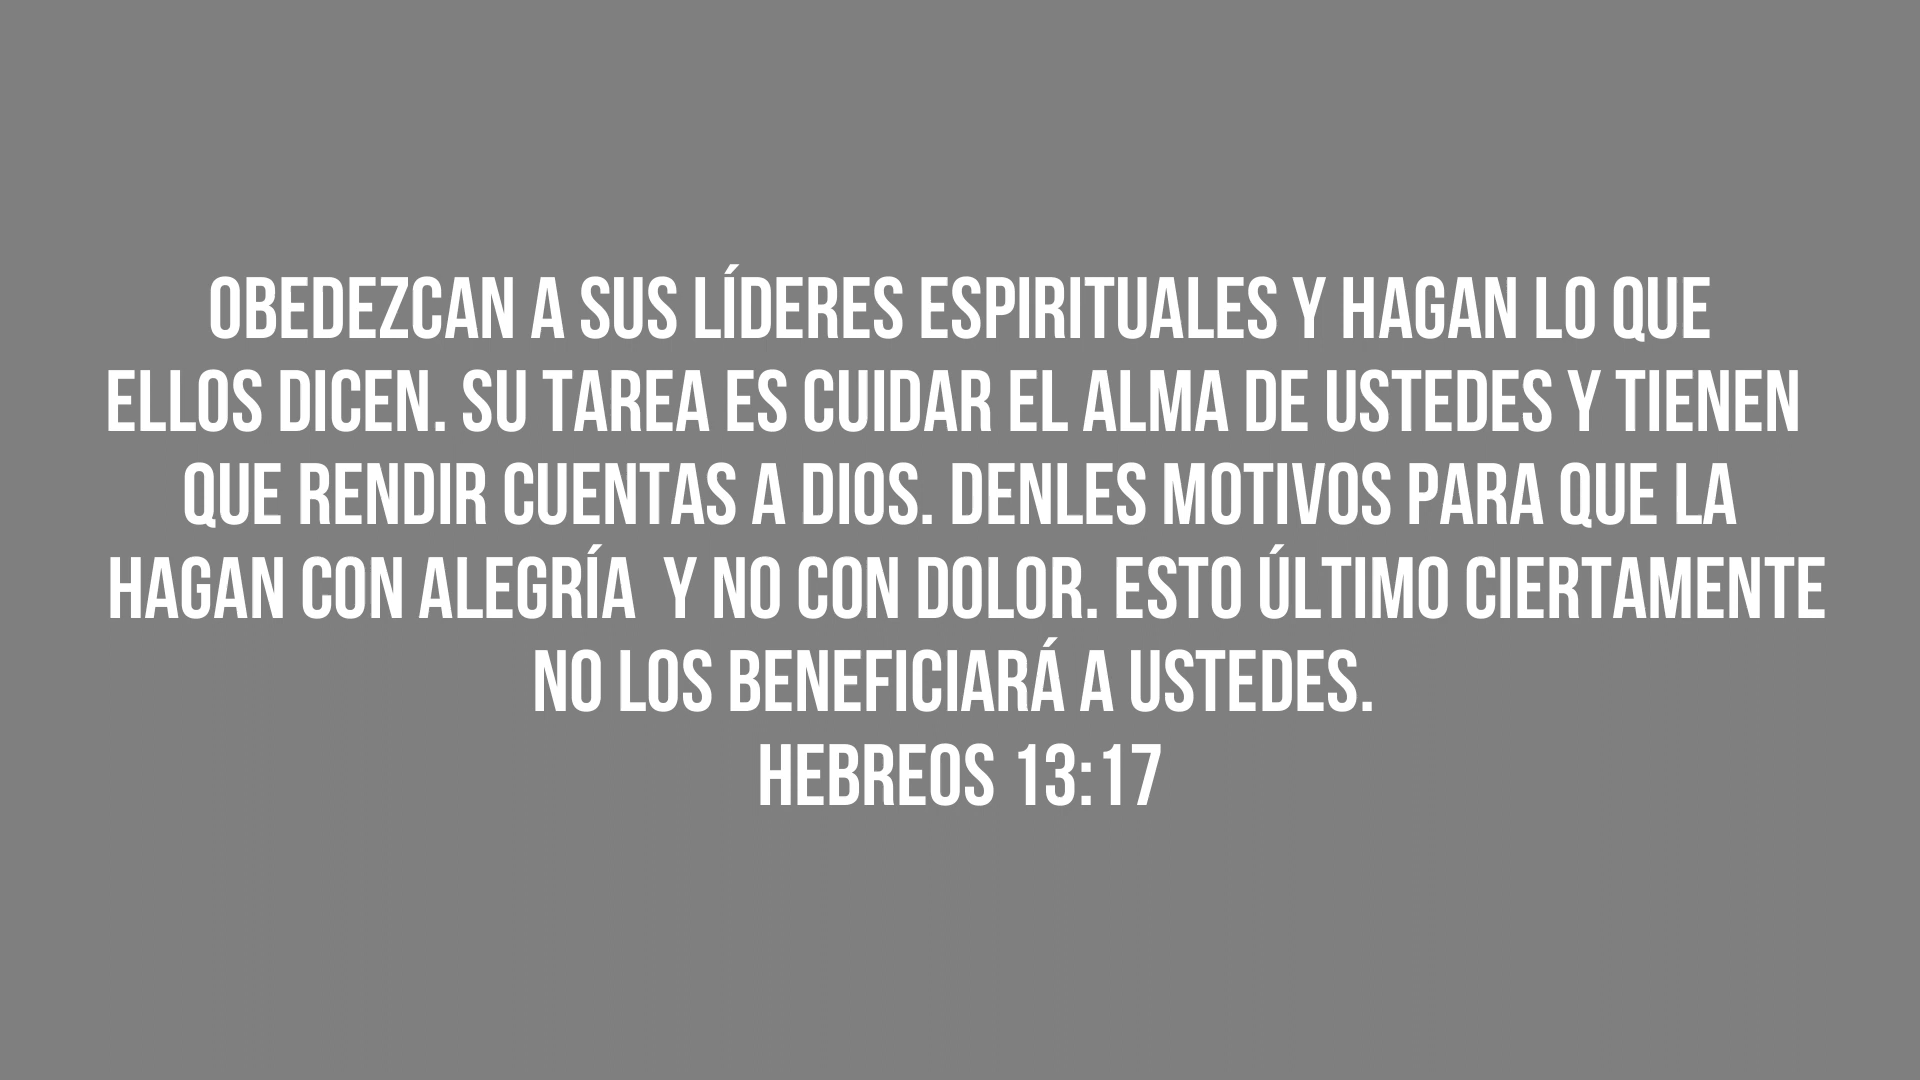 OBEDEZCAN A SUS LÍDERES ESPIRITUALES Y HAGAN LO QUE
ELLOS DICEN. SU TAREA ES CUIDAR EL ALMA DE USTEDES Y TIENEN
QUE RENDIR CUENTAS A DIOS. DENLES MOTIVOS PARA QUE LA
HAGAN CON ALEGRÍA  Y NO CON DOLOR. ESTO ÚLTIMO CIERTAMENTE
NO LOS BENEFICIARÁ A USTEDES.
HEBREOS 13:17